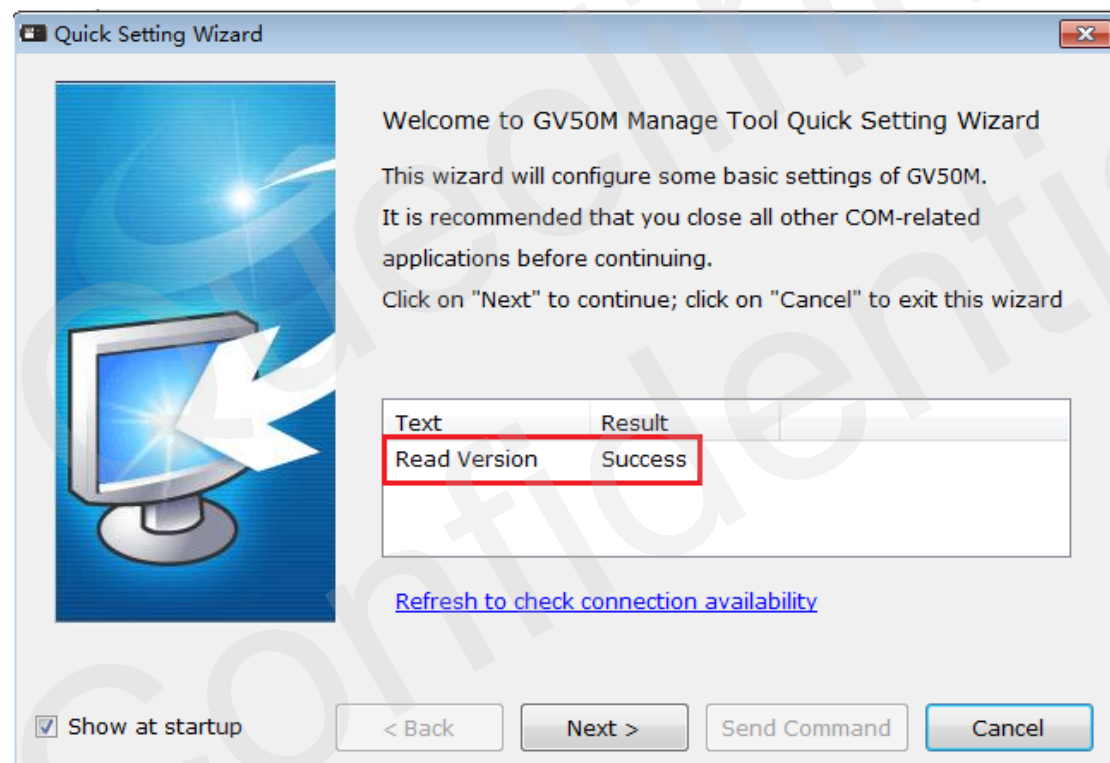 Quick Setting Wizard
Welcome to GV50M Manage Tool Quick Setting Wizard
This wizard will configure some basic settings of GV50M.
It is recommended that you close all other COM-related
applications before continuing.
Click on "Next" to continue; click on "Cancel" to exit this wizard
Text Result
Read Version Success
Refresh to check connection availability
Show at startup < Back Next > Send Command Cancel